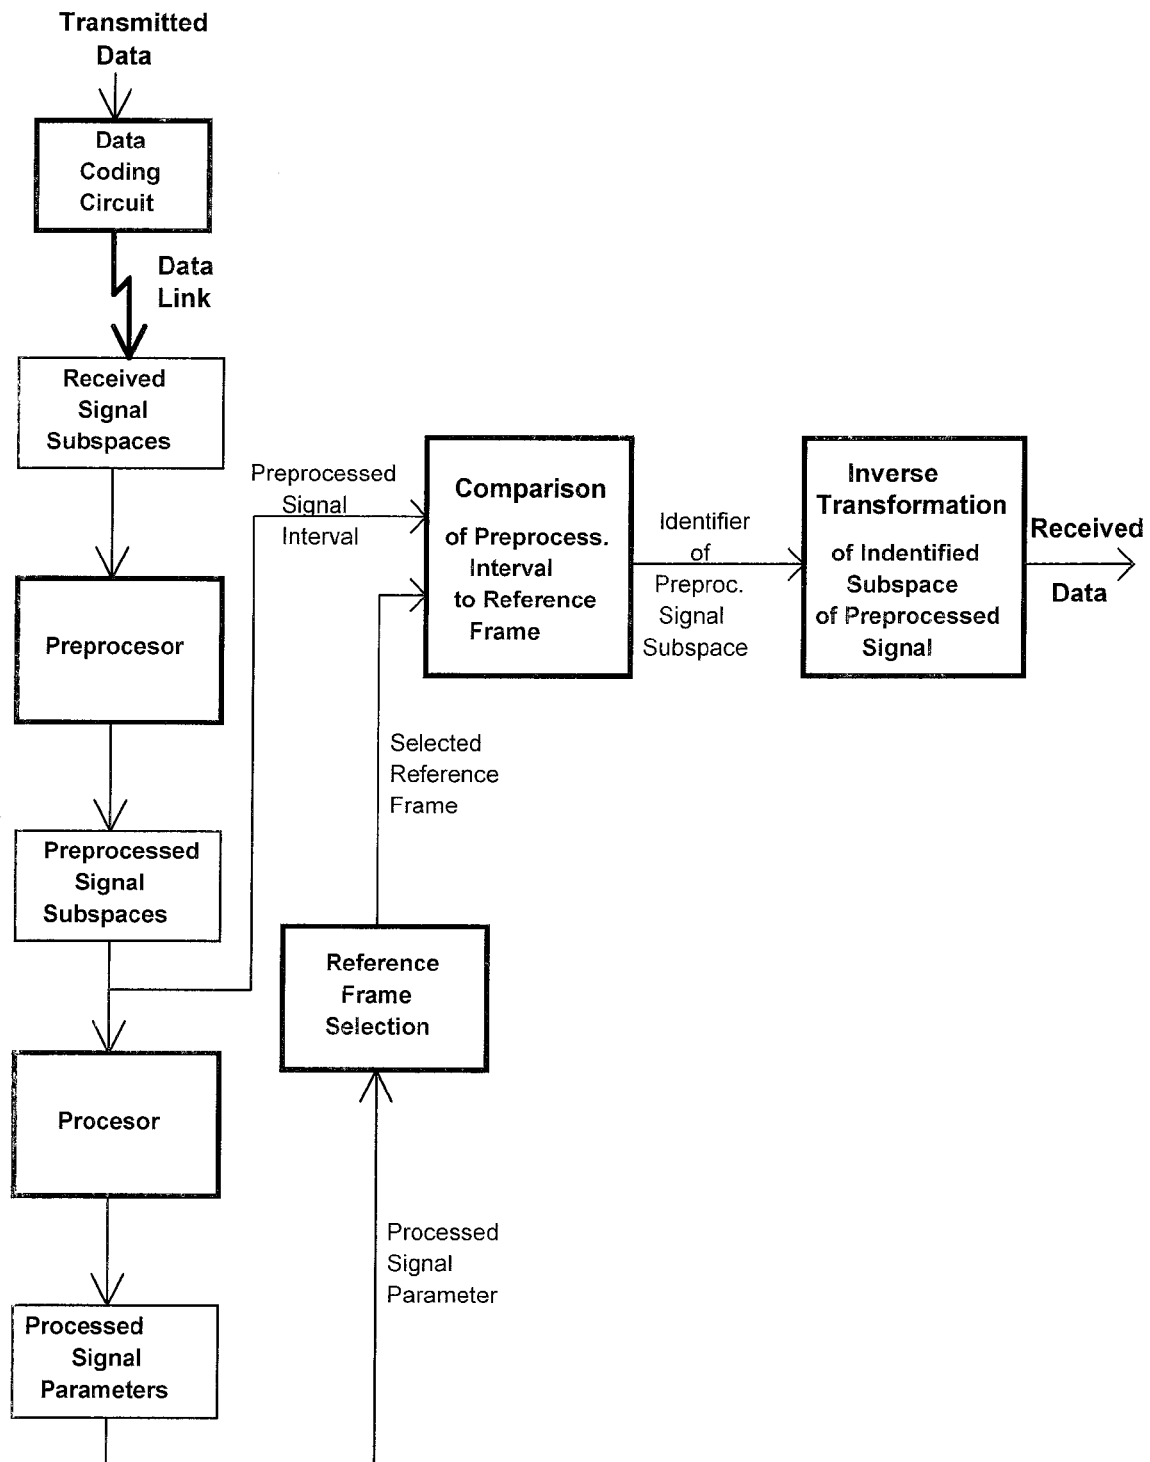 Transmitted
Data
Data
Coding
Circuit
Data
Link
Received
Signal
Subspaces
Preprocesor
Preprocessed
Signal
Subspaces
Procesor
Processed
Signal
Parameters
Preprocessed
Signal
Interval
Comparison
of Preprocess.
Interval
to Reference
Frame
Selected
Reference
Frame
Reference
Frame
Selection
Processed
Signal
Parameter
Identifier
of
Preproc.
Signal
Subspace
Inverse
Transformation
of Indentified
Subspace
of Preprocessed
Signal
Received
Data